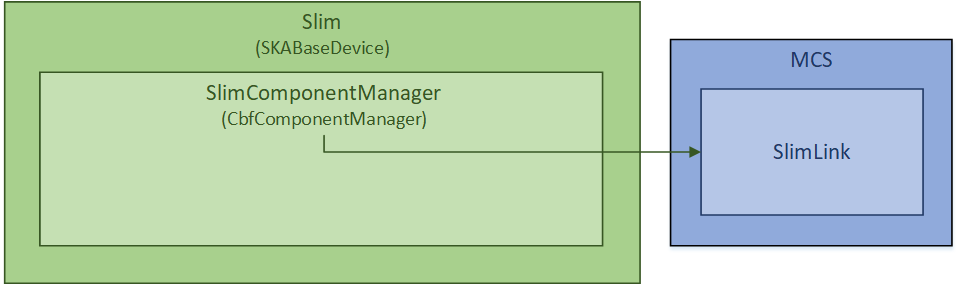 Slim
(SKABaseDevice)
SlimComponentManager
(CbfComponentManager)
MCS
SlimLink